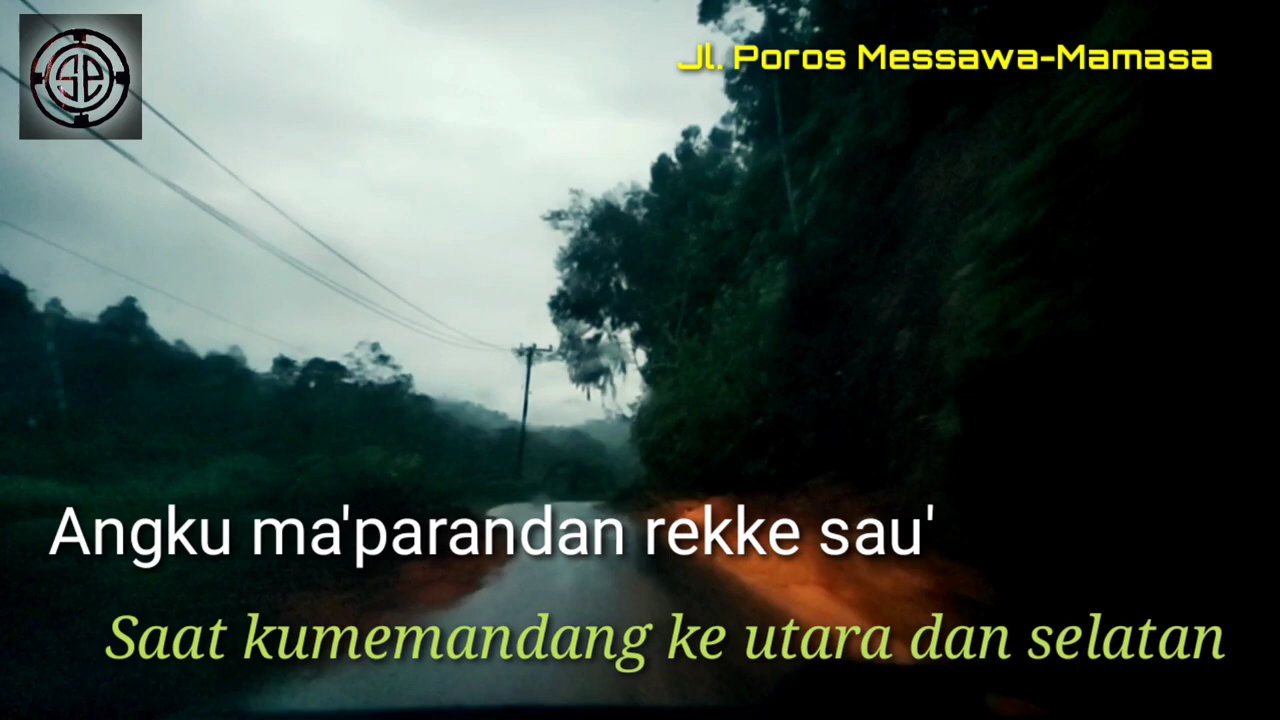 Jl. Poros Messawa-Mamasa
Angku ma'parandan rekke sau'
Saat kumemandang ke utara dan selatan